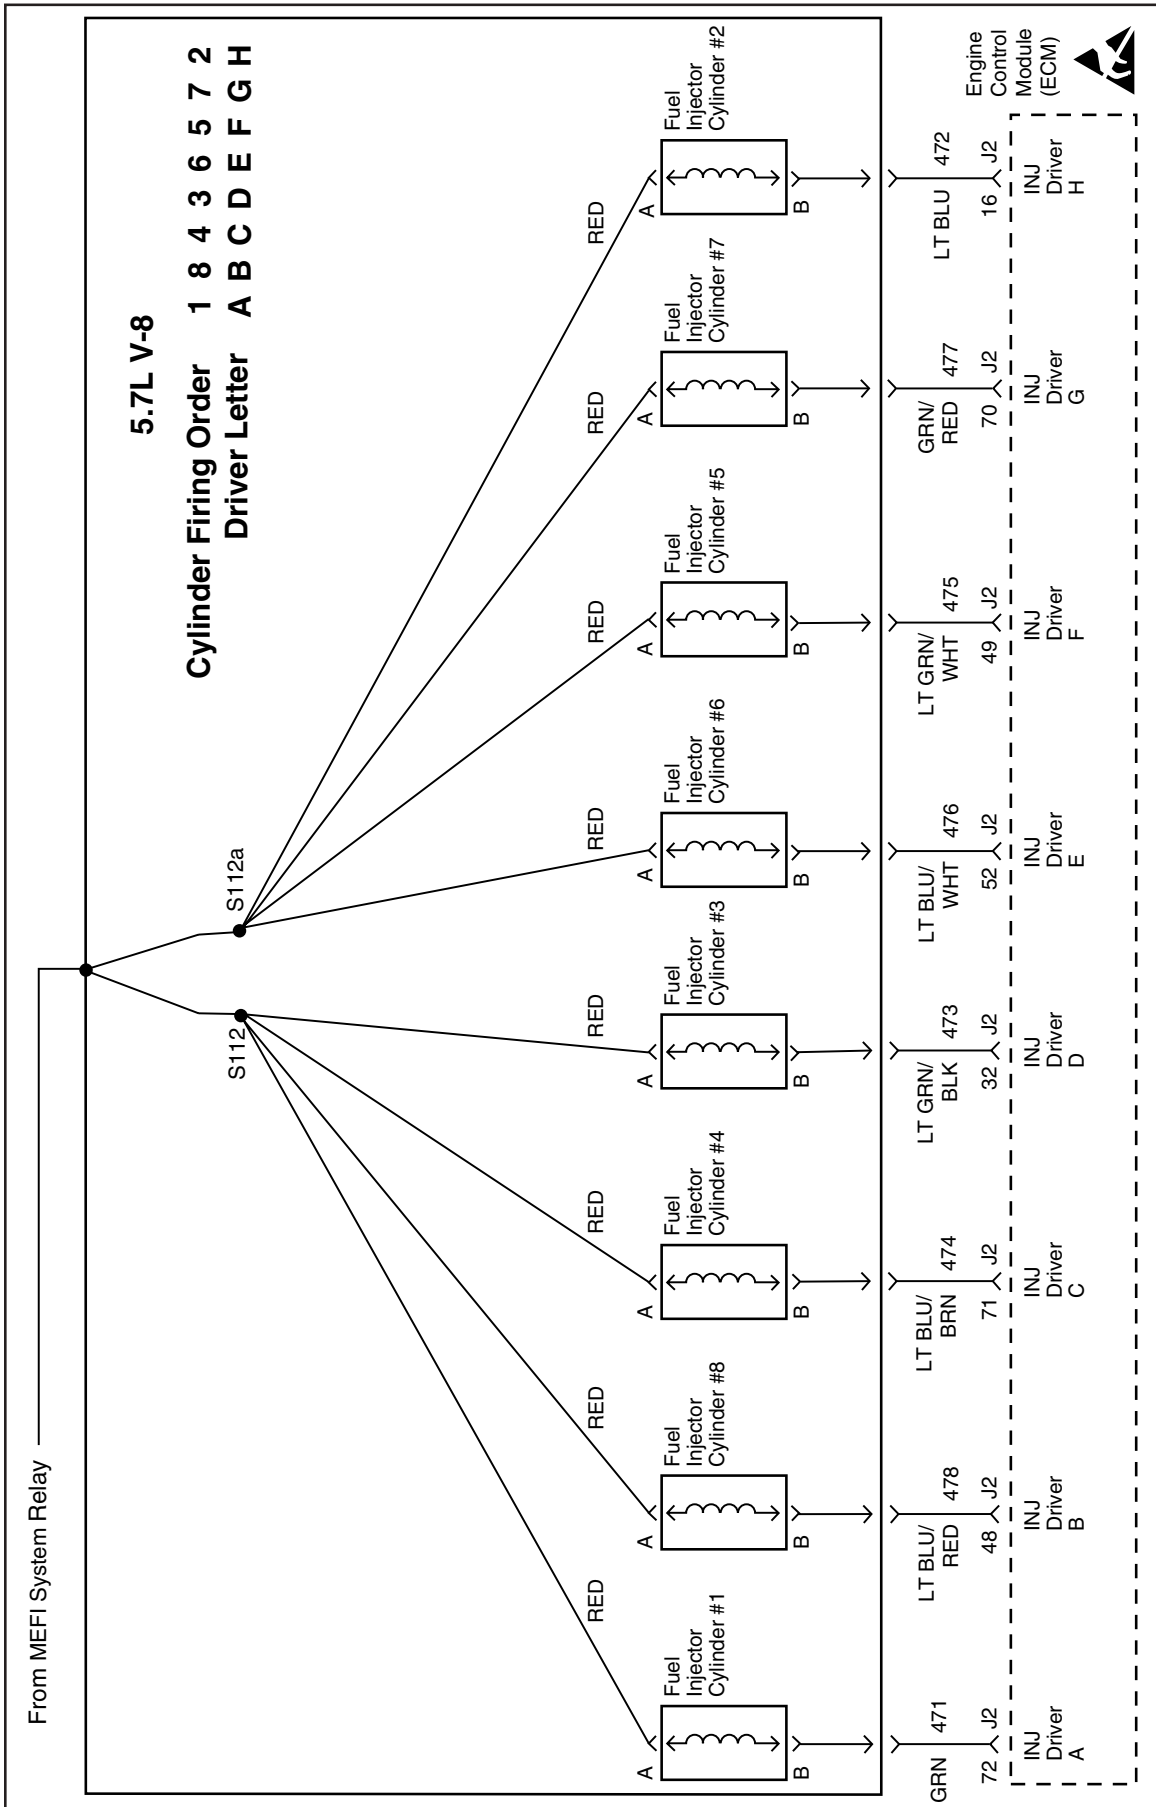 From MEFI System Relay
5.7L V-8
Cylinder Firing Order 1 8 4 3 6 5 7 2
Driver Letter A B C D E F G H
S112
S112a
RED
RED
RED
RED
RED
RED
RED
RED
A
A
A
A
A
A
A
A
Fuel
Injector
Cylinder #1
Fuel
Injector
Cylinder #8
Fuel
Injector
Cylinder #4
Fuel
Injector
Cylinder #3
Fuel
Injector
Cylinder #6
Fuel
Injector
Cylinder #5
Fuel
Injector
Cylinder #7
Fuel
Injector
Cylinder #2
B
B
B
B
B
B
B
B
GRN
471
72
J2
INJ
Driver
A
LT BLU/
RED
478
48
J2
INJ
Driver
B
LT BLU/
BRN
474
71
J2
INJ
Driver
C
LT GRN/
BLK
473
32
J2
INJ
Driver
D
LT BLU/
WHT
476
52
J2
INJ
Driver
E
LT GRN/
WHT
475
49
J2
INJ
Driver
F
GRN/
RED
477
70
J2
INJ
Driver
G
LT BLU
472
16
J2
INJ
Driver
H
Engine
Control
Module
(ECM)